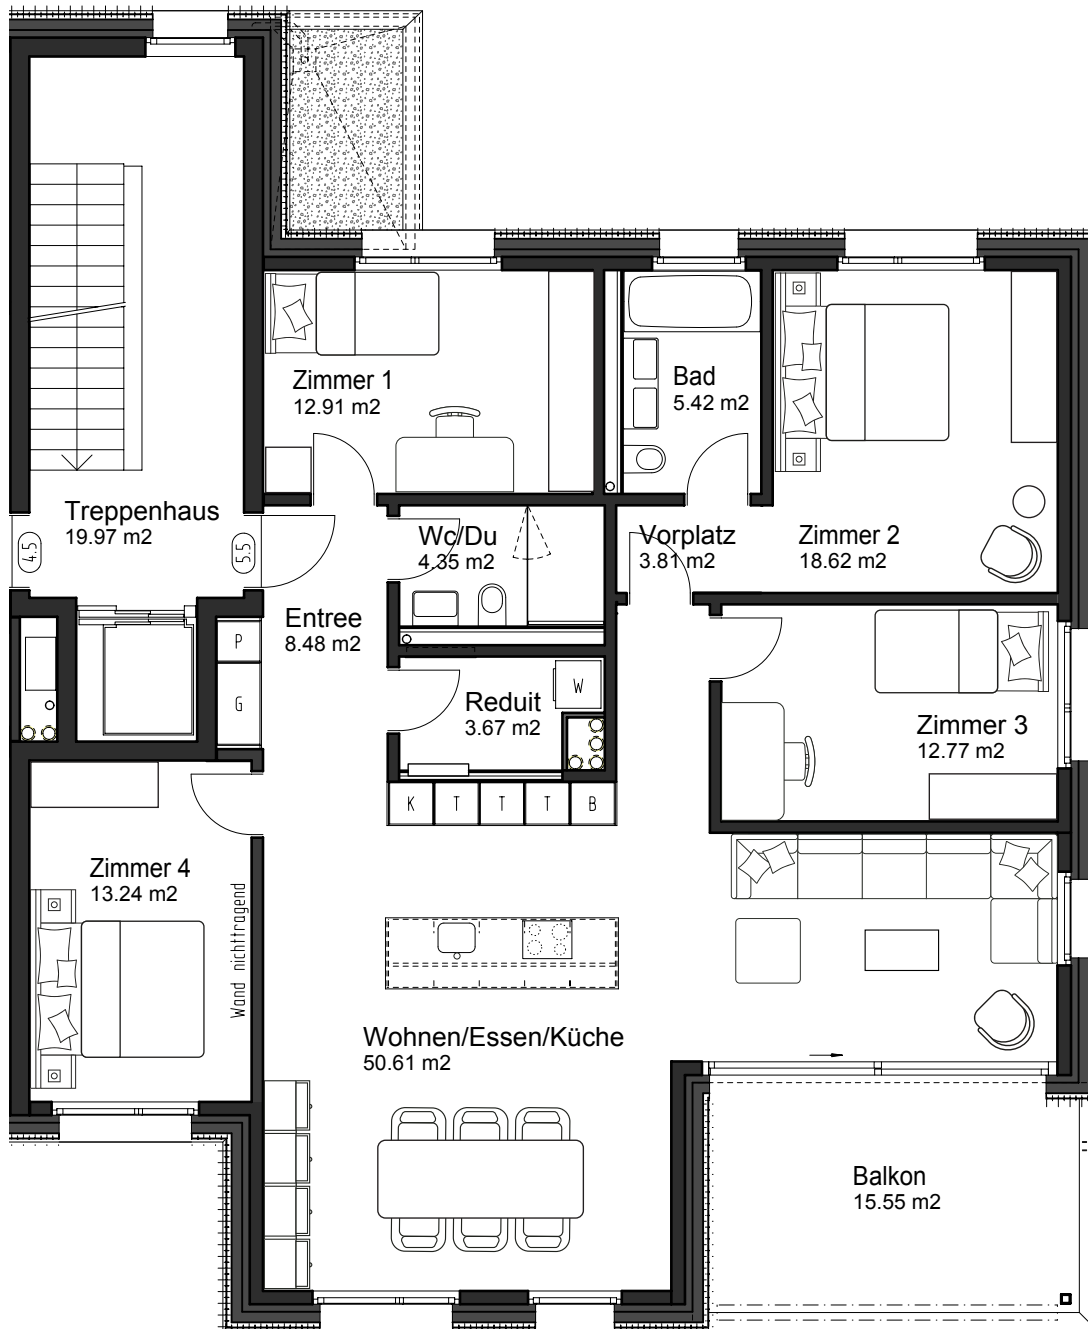 Zimmer 1
12.91 m2
Bad
5.42 m2
Treppenhaus
19.97 m2
4.5
5.5
Wc/Du
4.35 m2
Vorplatz
3.81 m2
Zimmer 2
18.62 m2
Entree
8.48 m2
P
G
Reduit
3.67 m2
W
Zimmer 3
12.77 m2
K T T T B
Zimmer 4
13.24 m2
Wand nichttragend
Wohnen/Essen/Küche
50.61 m2
Balkon
15.55 m2